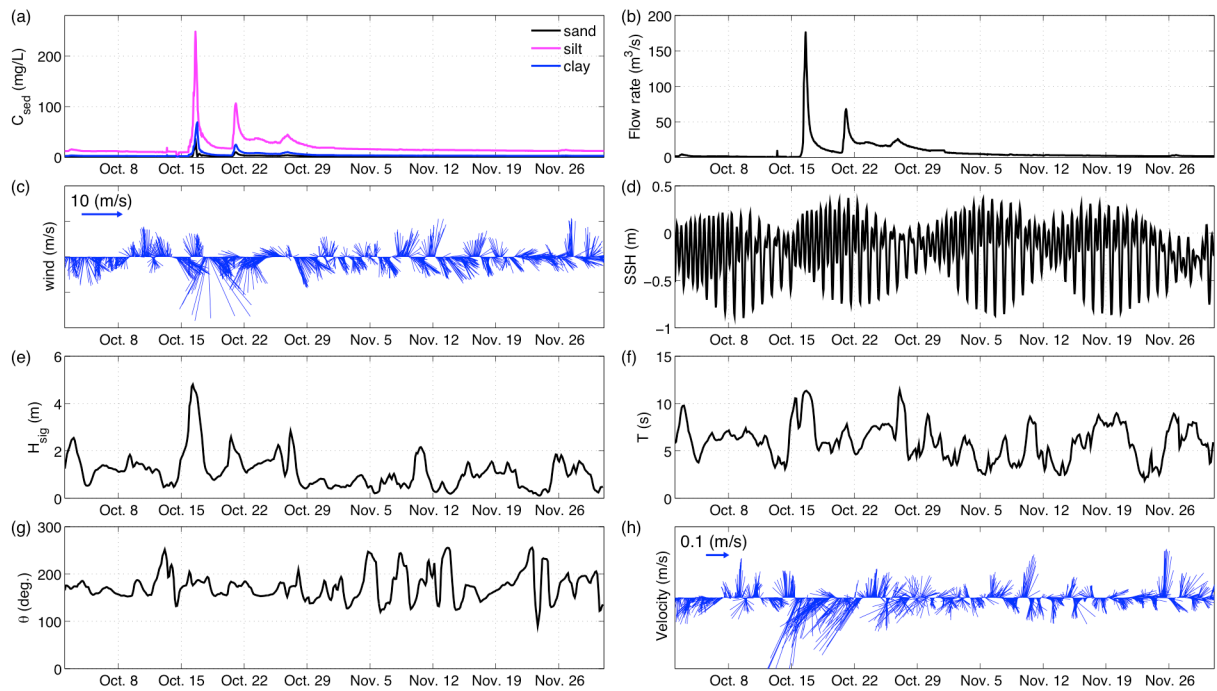 (a)
C_sed (mg/L)
200
100
0
sand
silt
clay
Oct. 8 Oct. 15 Oct. 22 Oct. 29 Nov. 5 Nov. 12 Nov. 19 Nov. 26
(b)
Flow rate (m³/s)
200
150
100
50
0
Oct. 8 Oct. 15 Oct. 22 Oct. 29 Nov. 5 Nov. 12 Nov. 19 Nov. 26
(c)
wind (m/s)
10 (m/s)
Oct. 8 Oct. 15 Oct. 22 Oct. 29 Nov. 5 Nov. 12 Nov. 19 Nov. 26
(d)
SSH (m)
0.5
0
−0.5
−1
Oct. 8 Oct. 15 Oct. 22 Oct. 29 Nov. 5 Nov. 12 Nov. 19 Nov. 26
(e)
H_sig (m)
6
4
2
0
Oct. 8 Oct. 15 Oct. 22 Oct. 29 Nov. 5 Nov. 12 Nov. 19 Nov. 26
(f)
T (s)
15
10
5
0
Oct. 8 Oct. 15 Oct. 22 Oct. 29 Nov. 5 Nov. 12 Nov. 19 Nov. 26
(g)
θ (deg.)
300
200
100
0
Oct. 8 Oct. 15 Oct. 22 Oct. 29 Nov. 5 Nov. 12 Nov. 19 Nov. 26
(h)
Velocity (m/s)
0.1 (m/s)
Oct. 8 Oct. 15 Oct. 22 Oct. 29 Nov. 5 Nov. 12 Nov. 19 Nov. 26